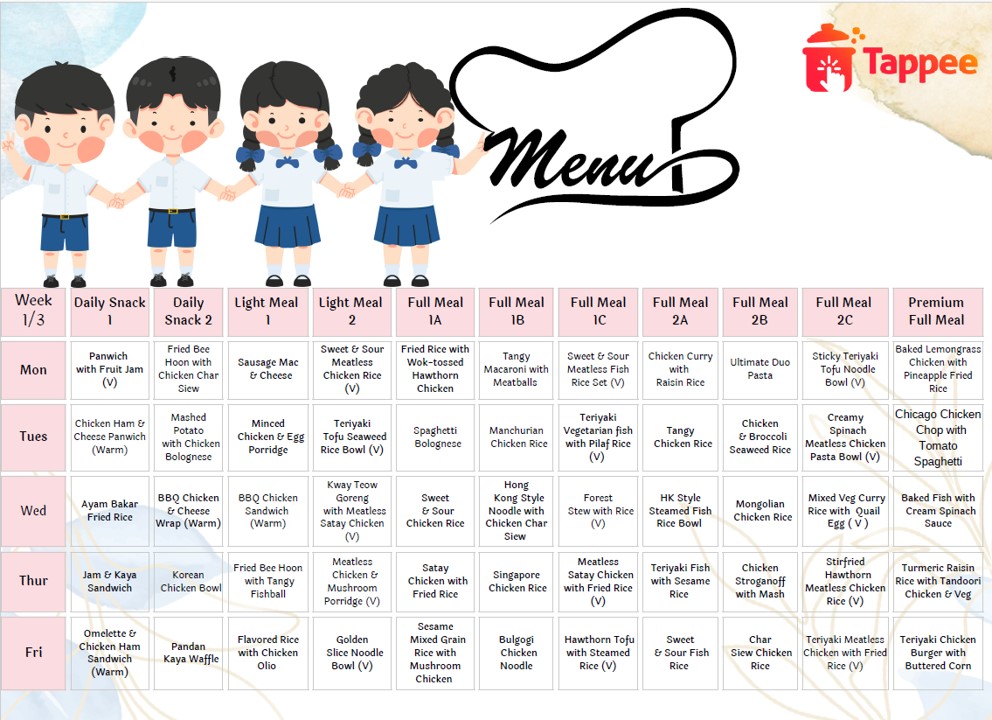 Menu
Tappee
Week
1/3
Daily Snack
1
Daily
Snack 2
Light Meal
1
Light Meal
2
Full Meal
1A
Full Meal
1B
Full Meal
1C
Full Meal
2A
Full Meal
2B
Full Meal
2C
Premium
Full Meal
Mon
Panwich
with Fruit Jam
(V)
Fried Bee
Hoon with
Chicken Char
Siew
Sausage Mac
& Cheese
Sweet & Sour
Meatless
Chicken Rice
(V)
Fried Rice with
Wok-tossed
Hawthorn
Chicken
Tangy
Macaroni with
Meatballs
Sweet & Sour
Meatless Fish
Rice Set (V)
Chicken Curry
with
Raisin Rice
Ultimate Duo
Pasta
Sticky Teriyaki
Tofu Noodle
Bowl (V)
Baked Lemongrass
Chicken with
Pineapple Fried
Rice
Tues
Chicken Ham &
Cheese Panwich
(Warm)
Mashed
Potato
with Chicken
Bolognese
Minced
Chicken & Egg
Porridge
Teriyaki
Tofu Seaweed
Rice Bowl (V)
Spaghetti
Bolognese
Manchurian
Chicken Rice
Teriyaki
Vegetarian fish
with Pilaf Rice
(V)
Tangy
Chicken Rice
Chicken
& Broccoli
Seaweed Rice
Creamy
Spinach
Meatless Chicken
Pasta Bowl (V)
Chicago Chicken
Chop with
Tomato
Spaghetti
Wed
Ayam Bakar
Fried Rice
BBQ Chicken
& Cheese
Wrap (Warm)
BBQ Chicken
Sandwich
(Warm)
Kway Teow
Goreng
with Meatless
Satay Chicken
(V)
Sweet
& Sour
Chicken Rice
Hong
Kong Style
Noodle with
Chicken Char
Siew
Forest
Stew with Rice
(V)
HK Style
Steamed Fish
Rice Bowl
Mongolian
Chicken Rice
Mixed Veg Curry
Rice with Quail
Egg ( V )
Baked Fish with
Cream Spinach
Sauce
Thur
Jam & Kaya
Sandwich
Korean
Chicken Bowl
Fried Bee Hoon
with Tangy
Fishball
Meatless
Chicken &
Mushroom
Porridge (V)
Satay
Chicken with
Fried Rice
Singapore
Chicken Rice
Meatless
Satay Chicken
with Fried Rice
(V)
Teriyaki Fish
with Sesame
Rice
Chicken
Stroganoff
with Mash
Stirfried
Hawthorn
Meatless Chicken
Rice (V)
Turmeric Raisin
Rice with Tandoori
Chicken & Veg
Fri
Omelette &
Chicken Ham
Sandwich
(Warm)
Pandan
Kaya Waffle
Flavored Rice
with Chicken
Olio
Golden
Slice Noodle
Bowl (V)
Sesame
Mixed Grain
Rice with
Mushroom
Chicken
Bulgogi
Chicken
Noodle
Hawthorn Tofu
with Steamed
Rice (V)
Sweet
& Sour Fish
Rice
Char
Siew Chicken
Rice
Teriyaki Meatless
Chicken with Fried
Rice (V)
Teriyaki Chicken
Burger with
Buttered Corn